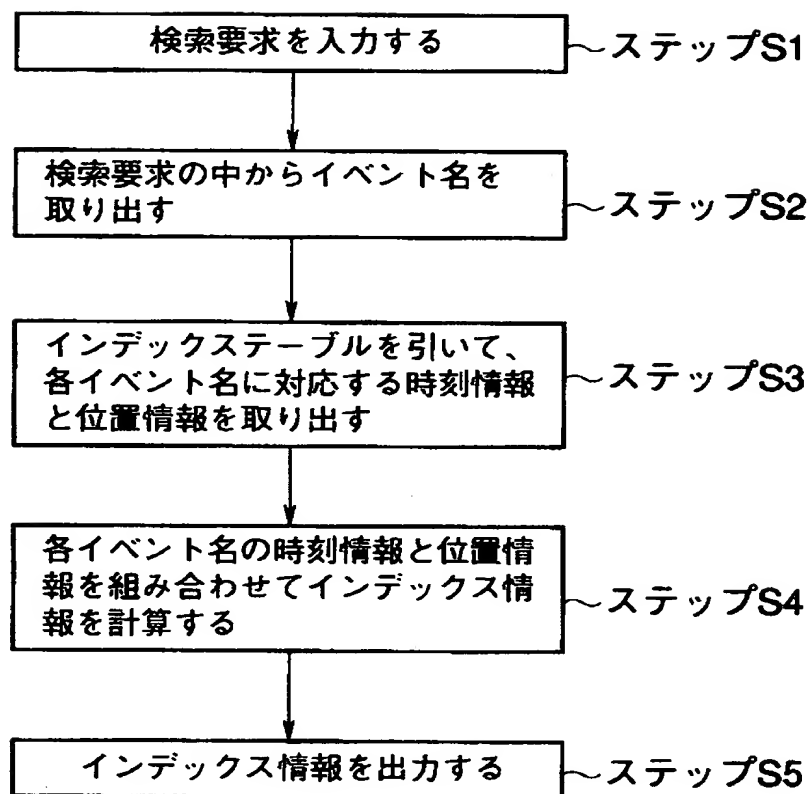 検索要求を入力する
ステップS1
検索要求の中からイベント名を
取り出す
ステップS2
インデックステーブルを引いて、
各イベント名に対応する時刻情報
と位置情報を取り出す
ステップS3
各イベント名の時刻情報と位置情
報を組み合わせてインデックス情
報を計算する
ステップS4
インデックス情報を出力する
ステップS5